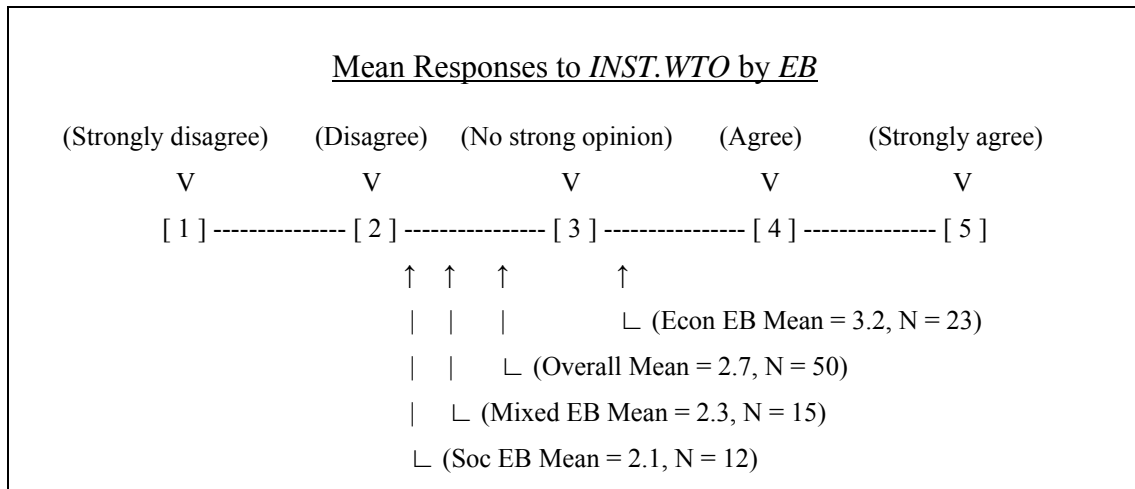 Mean Responses to INST.WTO by EB
(Strongly disagree) (Disagree) (No strong opinion) (Agree) (Strongly agree)
V V V V V
[ 1 ] --------------- [ 2 ] ---------------- [ 3 ] ---------------- [ 4 ] --------------- [ 5 ]
↑ ↑ ↑ ↑
| | | ∟ (Econ EB Mean = 3.2, N = 23)
| | ∟ (Overall Mean = 2.7, N = 50)
| ∟ (Mixed EB Mean = 2.3, N = 15)
∟ (Soc EB Mean = 2.1, N = 12)